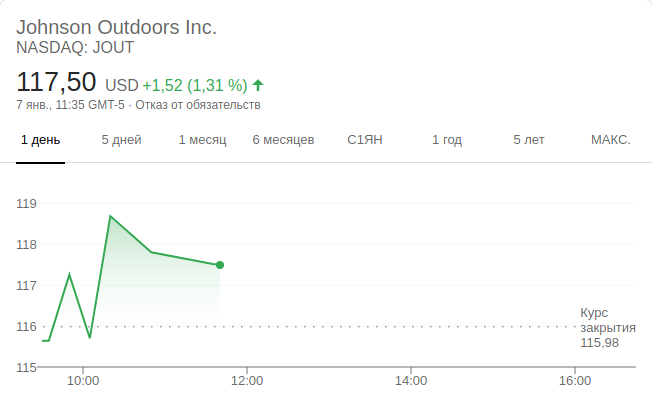 Johnson Outdoors Inc.
NASDAQ: JOUT
117,50 USD +1,52 (1,31 %)
7 янв., 11:35 GMT-5 · Отказ от обязательств
1 день 5 дней 1 месяц 6 месяцев С1ЯН 1 год 5 лет МАКС.
119
118
117
116
Курс
закрытия
115,98
115
10:00 12:00 14:00 16:00